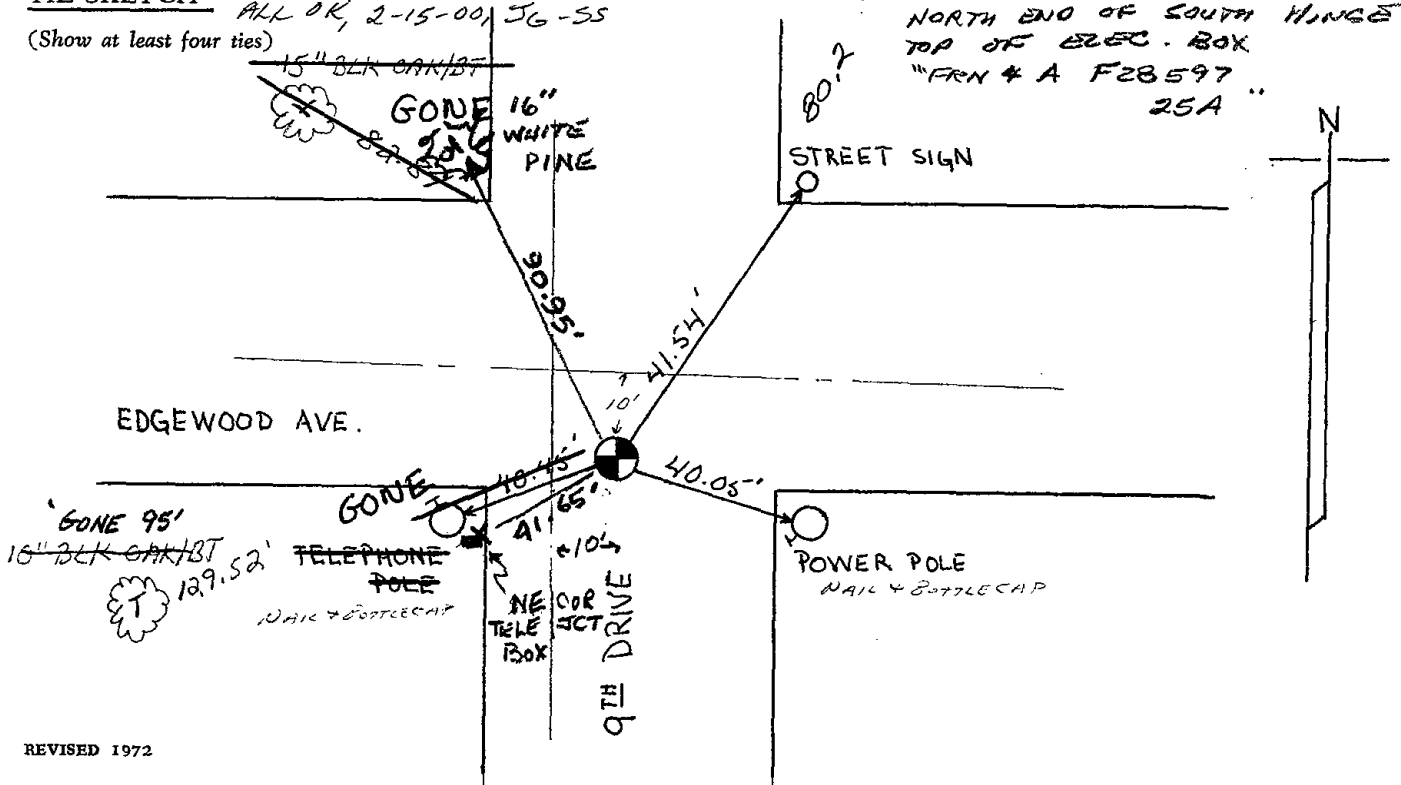 ALL OK, 2-15-00, JG-SS
(Show at least four ties)
15" BLK OAK/BT
GONE 16"
WHITE
PINE
NORTH END OF SOUTH HINGE
TOP OF ELEC. BOX
"FRN & A F28597
25A"
80.2
N
STREET SIGN
90.95'
41.54'
10'
EDGEWOOD AVE.
40.45'
40.05'
GONE
41.65'
10'
'GONE 95'
16" BLK OAK/BT
129.52'
T
TELEPHONE
POLE
NAIL & BOTTLECAP
NE COR
TELE JCT
BOX
9TH DRIVE
POWER POLE
NAIL & BOTTLECAP
REVISED 1972